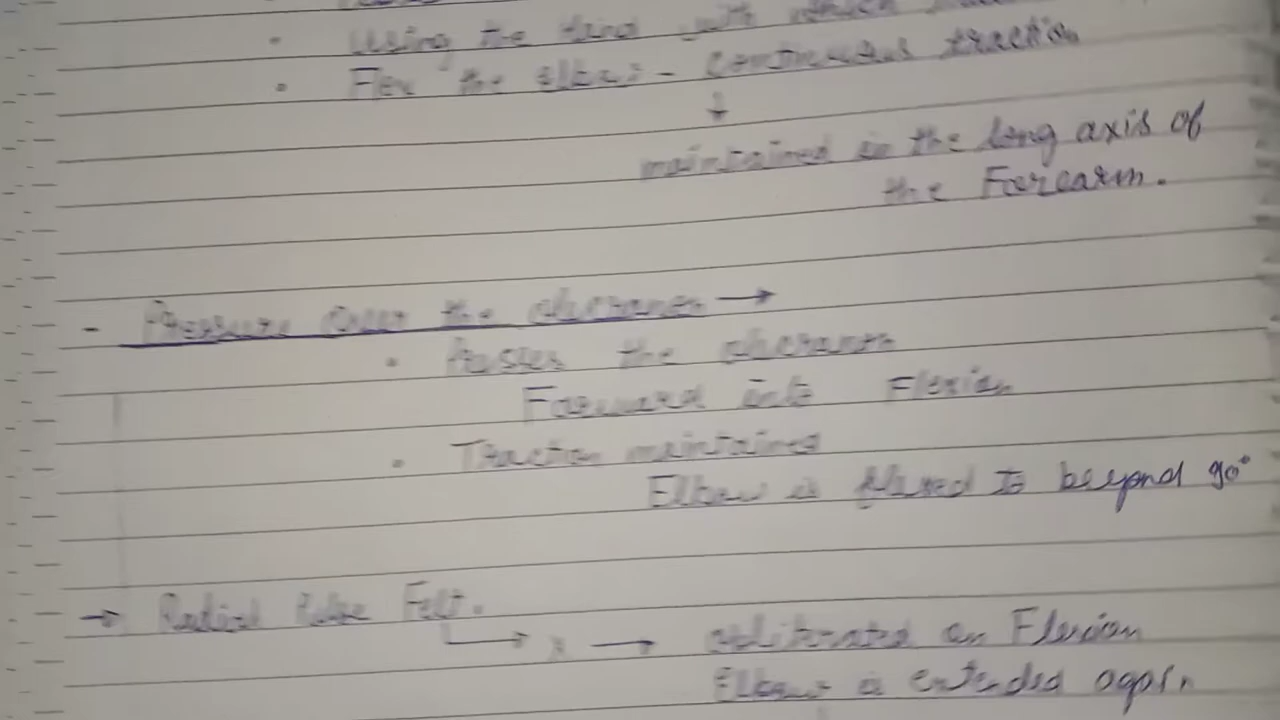 • Using the Hand with which
• Flex the elbow - continuous traction
↓
maintained in the long axis of
the Forearm.
- Pressure over the olecranon →
• Passes the olecranon
Forward into Flexion
• Traction maintained
Elbow is flexed to beyond 90°
→ Radial Pulse Felt.
→ x → obliterated on Flexion
Elbow is extended again